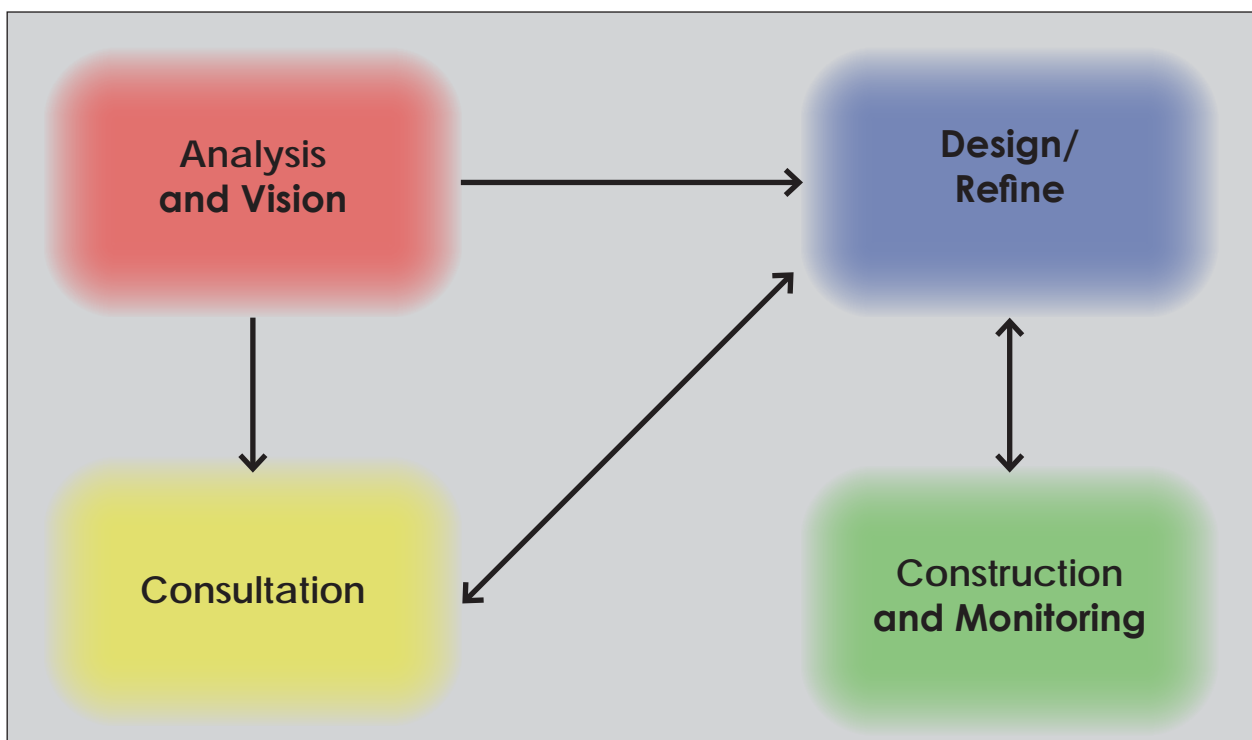 Analysis
and Vision
Design/
Refine
Consultation
Construction
and Monitoring